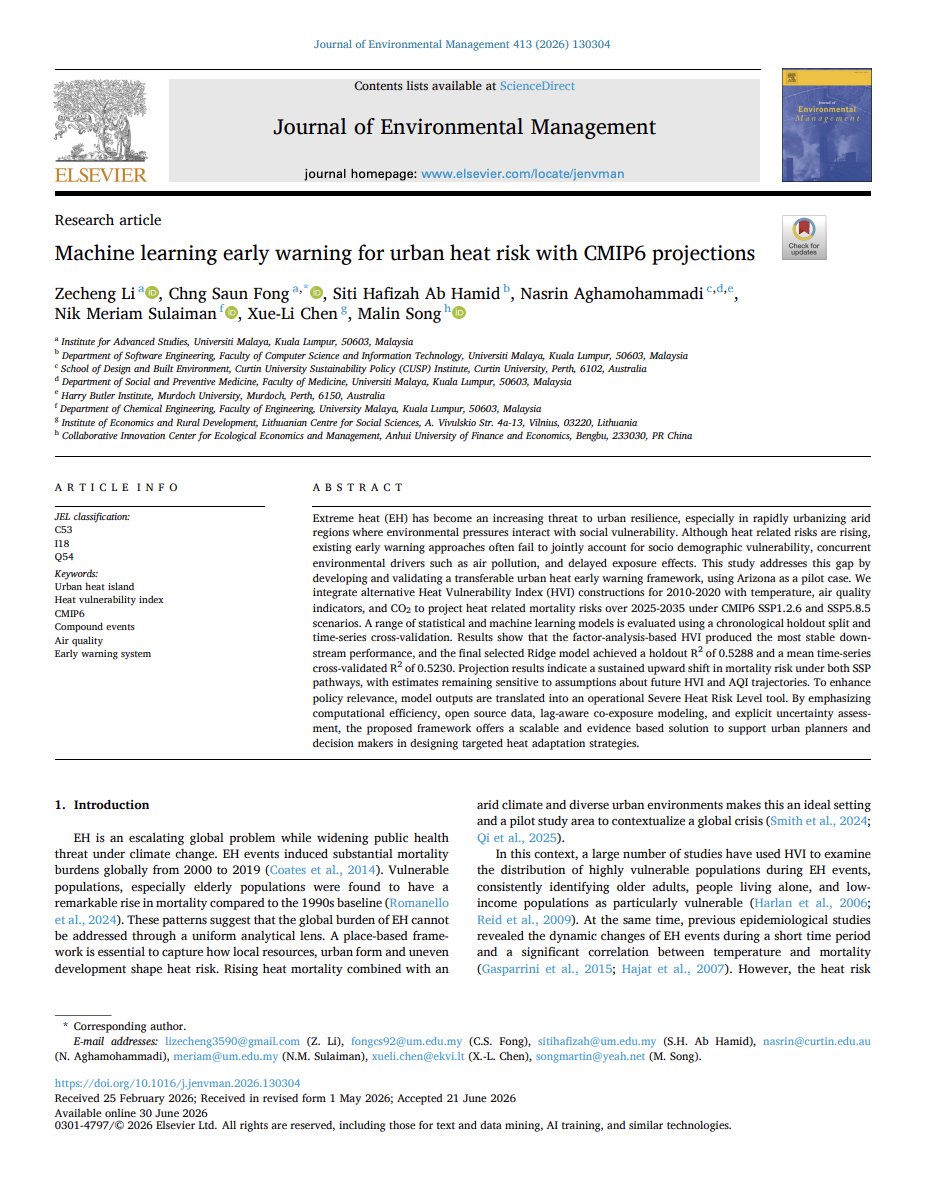 Journal of Environmental Management 413 (2026) 130304
Contents lists available at ScienceDirect
Journal of Environmental Management
journal homepage: www.elsevier.com/locate/jenvman
ELSEVIER
Journal of
Environmental
Management
Research article
Check for
updates
Machine learning early warning for urban heat risk with CMIP6 projections
Zecheng Li a, Chng Saun Fong a,*, Siti Hafizah Ab Hamid b, Nasrin Aghamohammadi c,d,e,
Nik Meriam Sulaiman f, Xue-Li Chen g, Malin Song h
a Institute for Advanced Studies, Universiti Malaya, Kuala Lumpur, 50603, Malaysia
b Department of Software Engineering, Faculty of Computer Science and Information Technology, Universiti Malaya, Kuala Lumpur, 50603, Malaysia
c School of Design and Built Environment, Curtin University Sustainability Policy (CUSP) Institute, Curtin University, Perth, 6102, Australia
d Department of Social and Preventive Medicine, Faculty of Medicine, Universiti Malaya, Kuala Lumpur, 50603, Malaysia
e Harry Butler Institute, Murdoch University, Murdoch, Perth, 6150, Australia
f Department of Chemical Engineering, Faculty of Engineering, University Malaya, Kuala Lumpur, 50603, Malaysia
g Institute of Economics and Rural Development, Lithuanian Centre for Social Sciences, A. Vivulskio Str. 4a-13, Vilnius, 03220, Lithuania
h Collaborative Innovation Center for Ecological Economics and Management, Anhui University of Finance and Economics, Bengbu, 233030, PR China
ARTICLE INFO
JEL classification:
C53
I18
Q54
Keywords:
Urban heat island
Heat vulnerability index
CMIP6
Compound events
Air quality
Early warning system
ABSTRACT
Extreme heat (EH) has become an increasing threat to urban resilience, especially in rapidly urbanizing arid
regions where environmental pressures interact with social vulnerability. Although heat related risks are rising,
existing early warning approaches often fail to jointly account for socio demographic vulnerability, concurrent
environmental drivers such as air pollution, and delayed exposure effects. This study addresses this gap by
developing and validating a transferable urban heat early warning framework, using Arizona as a pilot case. We
integrate alternative Heat Vulnerability Index (HVI) constructions for 2010-2020 with temperature, air quality
indicators, and CO2 to project heat related mortality risks over 2025-2035 under CMIP6 SSP1.2.6 and SSP5.8.5
scenarios. A range of statistical and machine learning models is evaluated using a chronological holdout split and
time-series cross-validation. Results show that the factor-analysis-based HVI produced the most stable down-
stream performance, and the final selected Ridge model achieved a holdout R2 of 0.5288 and a mean time-series
cross-validated R2 of 0.5230. Projection results indicate a sustained upward shift in mortality risk under both SSP
pathways, with estimates remaining sensitive to assumptions about future HVI and AQI trajectories. To enhance
policy relevance, model outputs are translated into an operational Severe Heat Risk Level tool. By emphasizing
computational efficiency, open source data, lag-aware co-exposure modeling, and explicit uncertainty assess-
ment, the proposed framework offers a scalable and evidence based solution to support urban planners and
decision makers in designing targeted heat adaptation strategies.
1. Introduction
EH is an escalating global problem while widening public health
threat under climate change. EH events induced substantial mortality
burdens globally from 2000 to 2019 (Coates et al., 2014). Vulnerable
populations, especially elderly populations were found to have a
remarkable rise in mortality compared to the 1990s baseline (Romanello
et al., 2024). These patterns suggest that the global burden of EH cannot
be addressed through a uniform analytical lens. A place-based frame-
work is essential to capture how local resources, urban form and uneven
development shape heat risk. Rising heat mortality combined with an
arid climate and diverse urban environments makes this an ideal setting
and a pilot study area to contextualize a global crisis (Smith et al., 2024;
Qi et al., 2025).
In this context, a large number of studies have used HVI to examine
the distribution of highly vulnerable populations during EH events,
consistently identifying older adults, people living alone, and low-
income populations as particularly vulnerable (Harlan et al., 2006;
Reid et al., 2009). At the same time, previous epidemiological studies
revealed the dynamic changes of EH events during a short time period
and a significant correlation between temperature and mortality
(Gasparrini et al., 2015; Hajat et al., 2007). However, the heat risk
* Corresponding author.
E-mail addresses: lizecheng3590@gmail.com (Z. Li), fongcs92@um.edu.my (C.S. Fong), sitihafizah@um.edu.my (S.H. Ab Hamid), nasrin@curtin.edu.au
(N. Aghamohammadi), meriam@um.edu.my (N.M. Sulaiman), xueli.chen@ekvi.lt (X.-L. Chen), songmartin@yeah.net (M. Song).
https://doi.org/10.1016/j.jenvman.2026.130304
Received 25 February 2026; Received in revised form 1 May 2026; Accepted 21 June 2026
Available online 30 June 2026
0301-4797/© 2026 Elsevier Ltd. All rights are reserved, including those for text and data mining, AI training, and similar technologies.